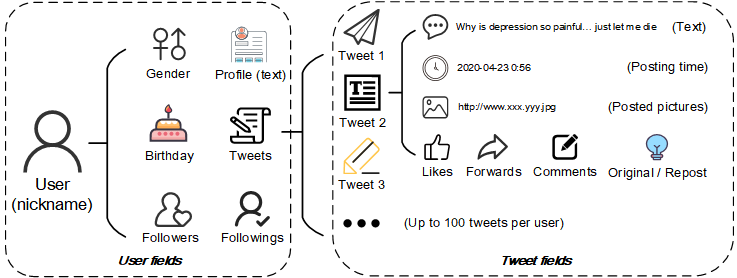 User
(nickname)
Gender
Profile (text)
Birthday
Tweets
Followers
Followings
User fields
Tweet 1
Tweet 2
Tweet 3
Why is depression so painful... just let me die
(Text)
2020-04-23 0:56
(Posting time)
http://www.xxx.yyy.jpg
(Posted pictures)
Likes
Forwards
Comments
Original / Repost
(Up to 100 tweets per user)
Tweet fields